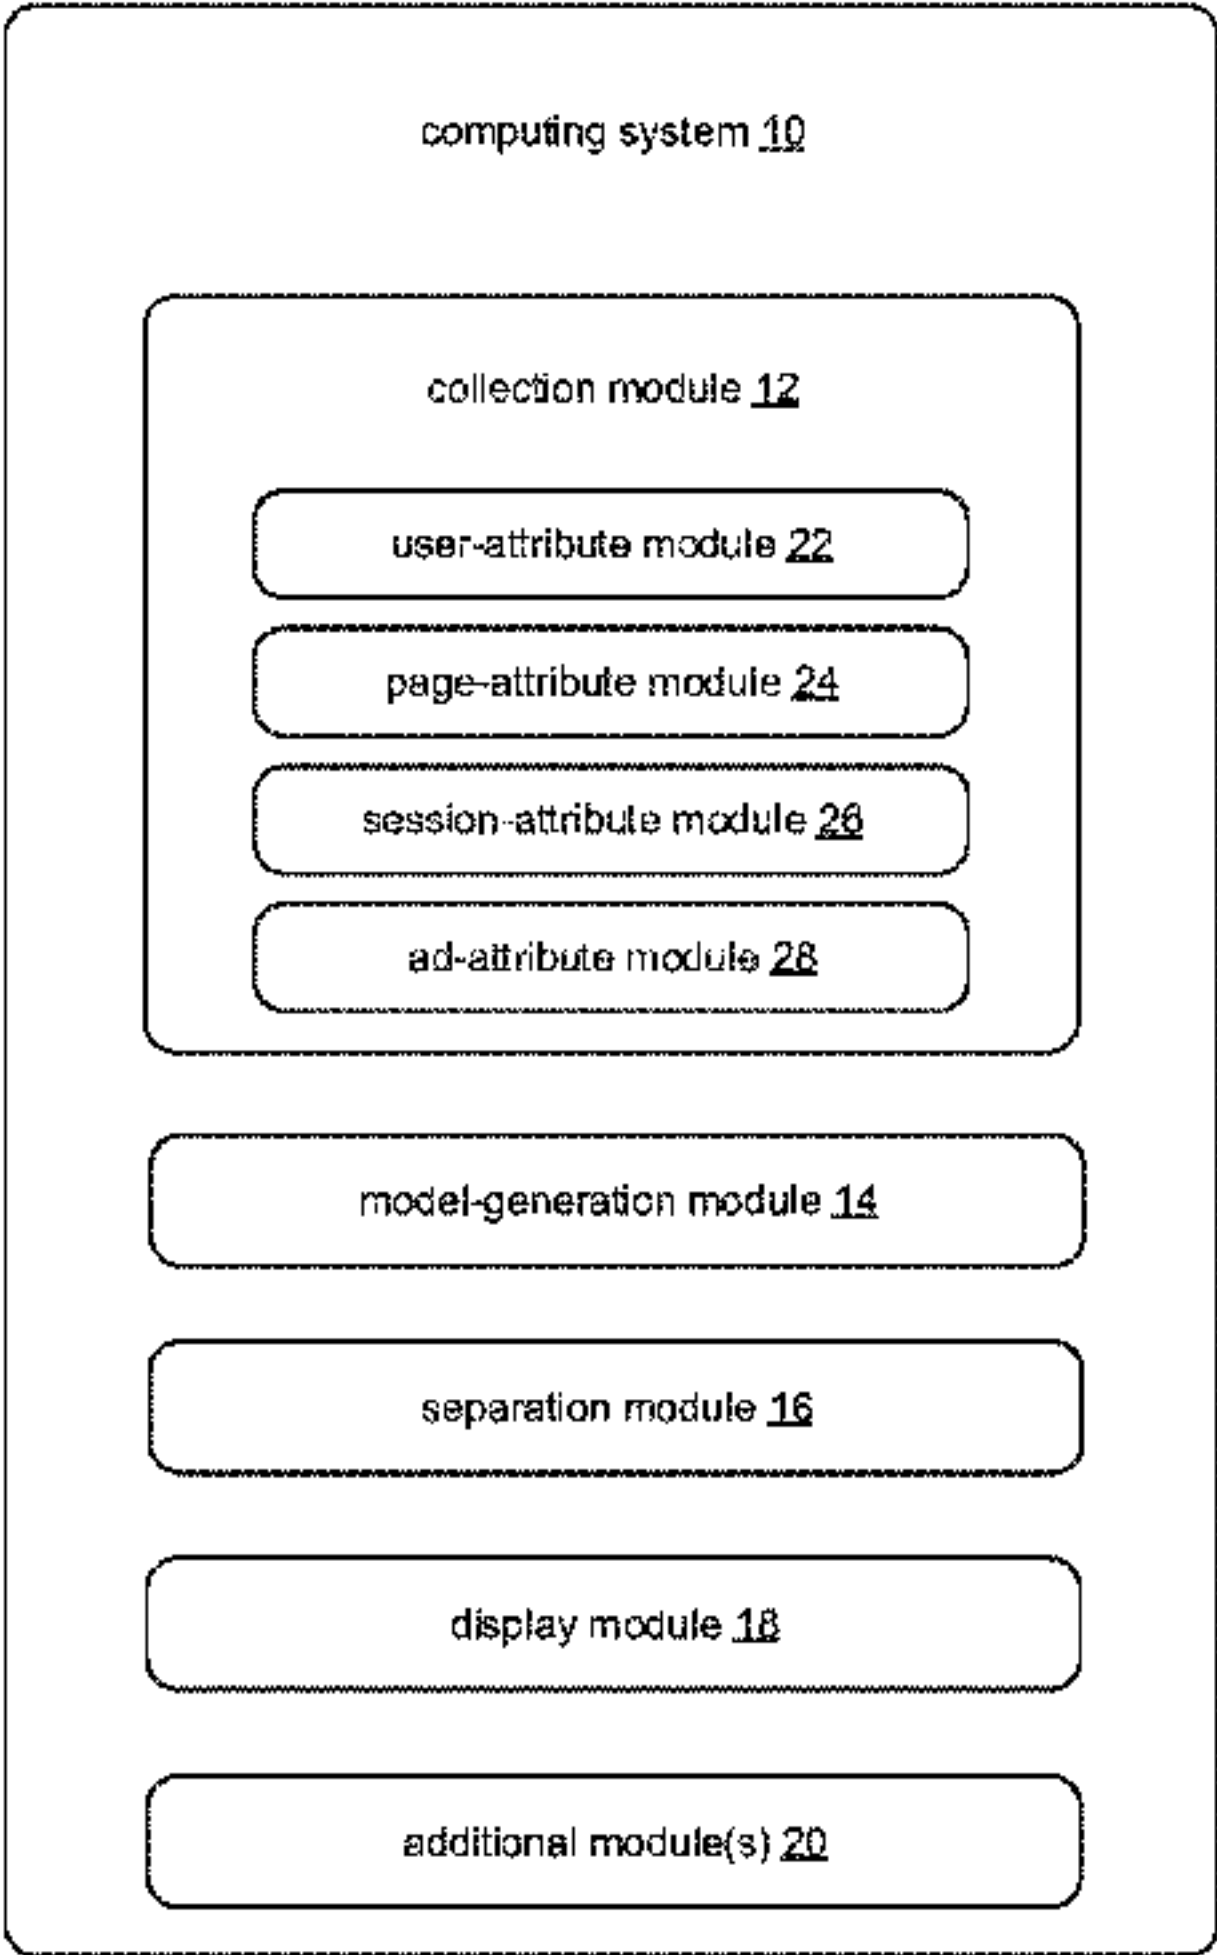 computing system 10
collection module 12
user-attribute module 22
page-attribute module 24
session-attribute module 26
ad-attribute module 28
model-generation module 14
separation module 16
display module 18
additional module(s) 20